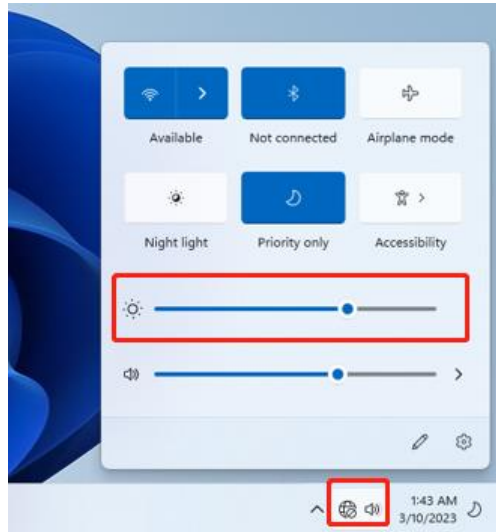 Available Not connected Airplane mode
Night light Priority only Accessibility
1:43 AM
3/10/2023